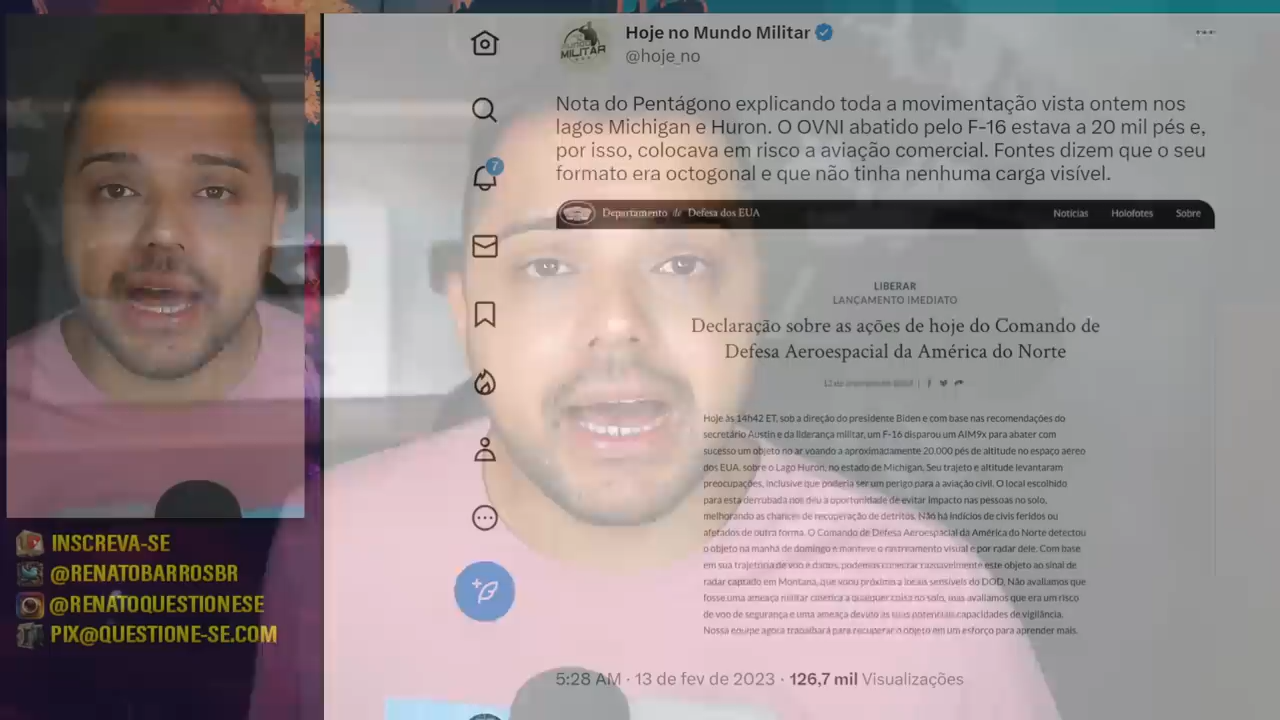 Hoje no Mundo Militar
@hoje_no
MILITAR
7
Nota do Pentágono explicando toda a movimentação vista ontem nos
lagos Michigan e Huron. O OVNI abatido pelo F-16 estava a 20 mil pés e,
por isso, colocava em risco a aviação comercial. Fontes dizem que o seu
formato era octogonal e que não tinha nenhuma carga visível.
Departamento de Defesa dos EUA
Notícias Holofotes Sobre
LIBERAR
LANÇAMENTO IMEDIATO
Declaração sobre as ações de hoje do Comando de
Defesa Aeroespacial da América do Norte
Hoje às 14h42 ET, sob a direção do presidente Biden e com base nas recomendações do
secretário Austin e da liderança militar, um F-16 disparou um AIM9x para abater com
sucesso um objeto no ar voando a aproximadamente 20.000 pés de altitude no espaço aéreo
dos EUA, sobre o Lago Huron, no estado de Michigan. Seu trajeto e altitude levantaram
preocupações, inclusive que poderia ser um perigo para a aviação civil. O local escolhido
para esta derrubada nos deu a oportunidade de evitar impacto nas pessoas no solo,
melhorando as chances de recuperação de detritos. Não há indícios de civis feridos ou
afetados de outra forma. O Comando de Defesa Aeroespacial da América do Norte detectou
o objeto na manhã de domingo e manteve o rastreamento visual e por radar dele. Com base
em sua trajetória de voo e dados, podemos conectar razoavelmente este objeto ao sinal de
radar captado em Montana, que voou próximo a locais sensíveis do DOD. Não avaliamos que
fosse uma ameaça militar cinética a qualquer coisa no solo, mas avaliamos que era um risco
de voo de segurança e uma ameaça devido às suas potenciais capacidades de vigilância.
Nossa equipe agora trabalhará para recuperar o objeto em um esforço para aprender mais.
5:28 AM · 13 de fev de 2023 · 126,7 mil Visualizações
INSCREVA-SE
@RENATOBARROSBR
@RENATOQUESTIONESE
PIX@QUESTIONE-SE.COM